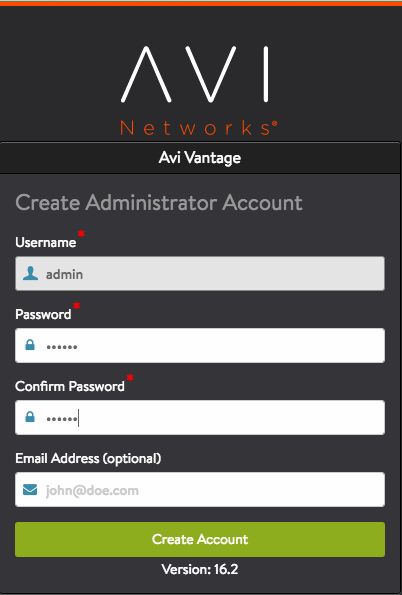 AVI
Networks
Avi Vantage
Create Administrator Account
Username *
admin
Password *
••••••
Confirm Password *
••••••
Email Address (optional)
john@doe.com
Create Account
Version: 16.2